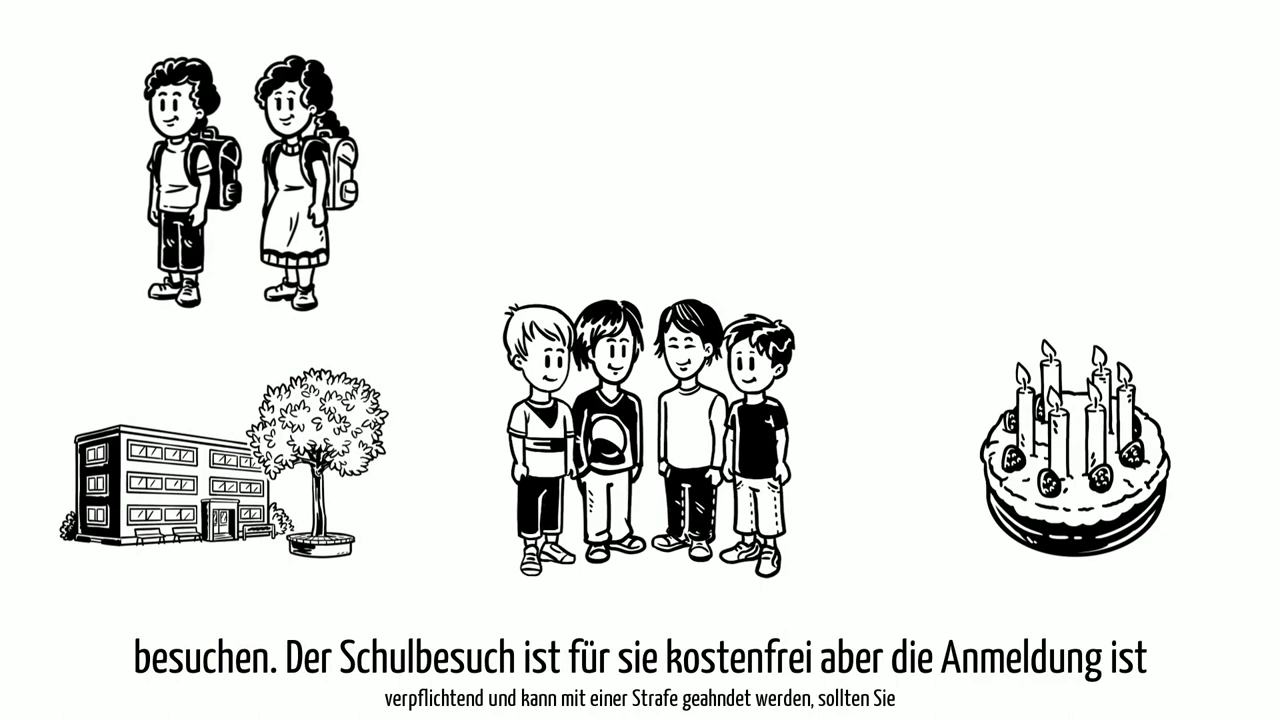 besuchen. Der Schulbesuch ist für sie kostenfrei aber die Anmeldung ist
verpflichtend und kann mit einer Strafe geahndet werden, sollten Sie